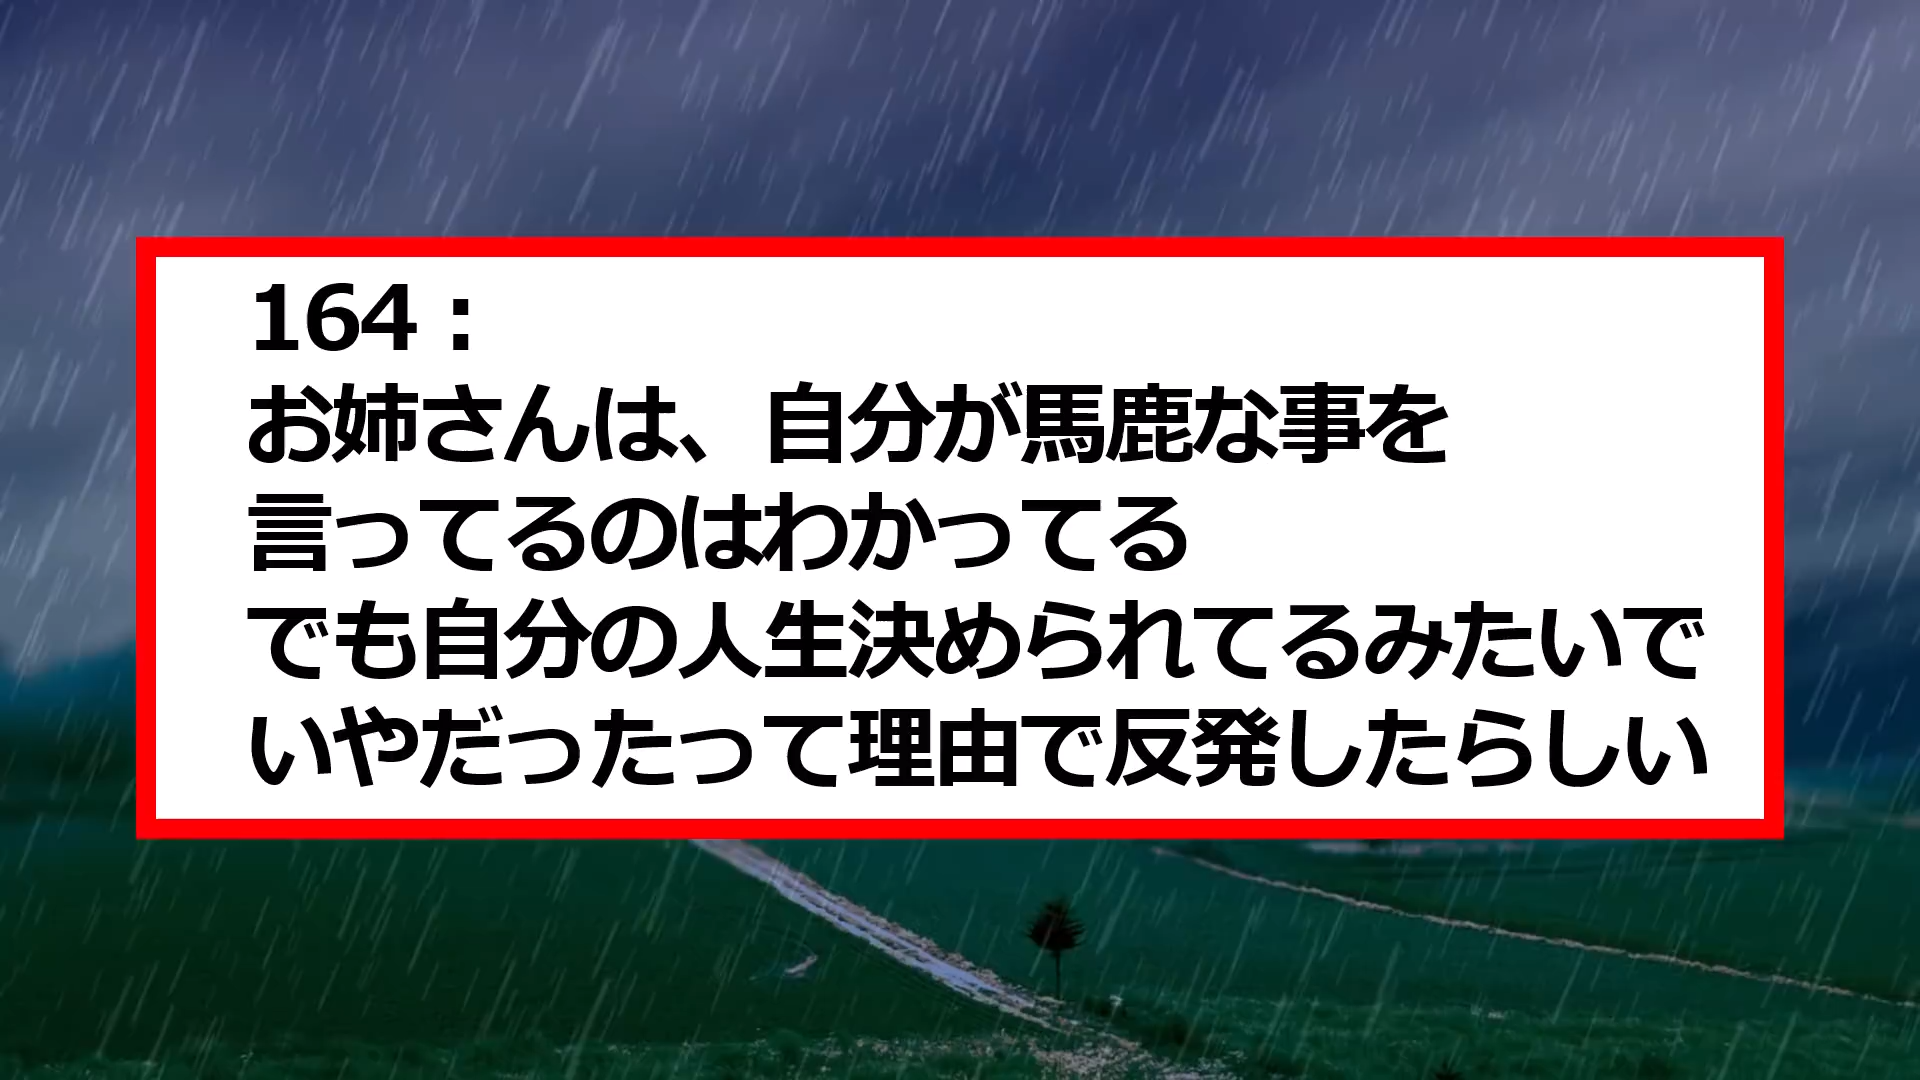 164：
お姉さんは、自分が馬鹿な事を
言ってるのはわかってる
でも自分の人生決められてるみたいで
いやだったって理由で反発したらしい